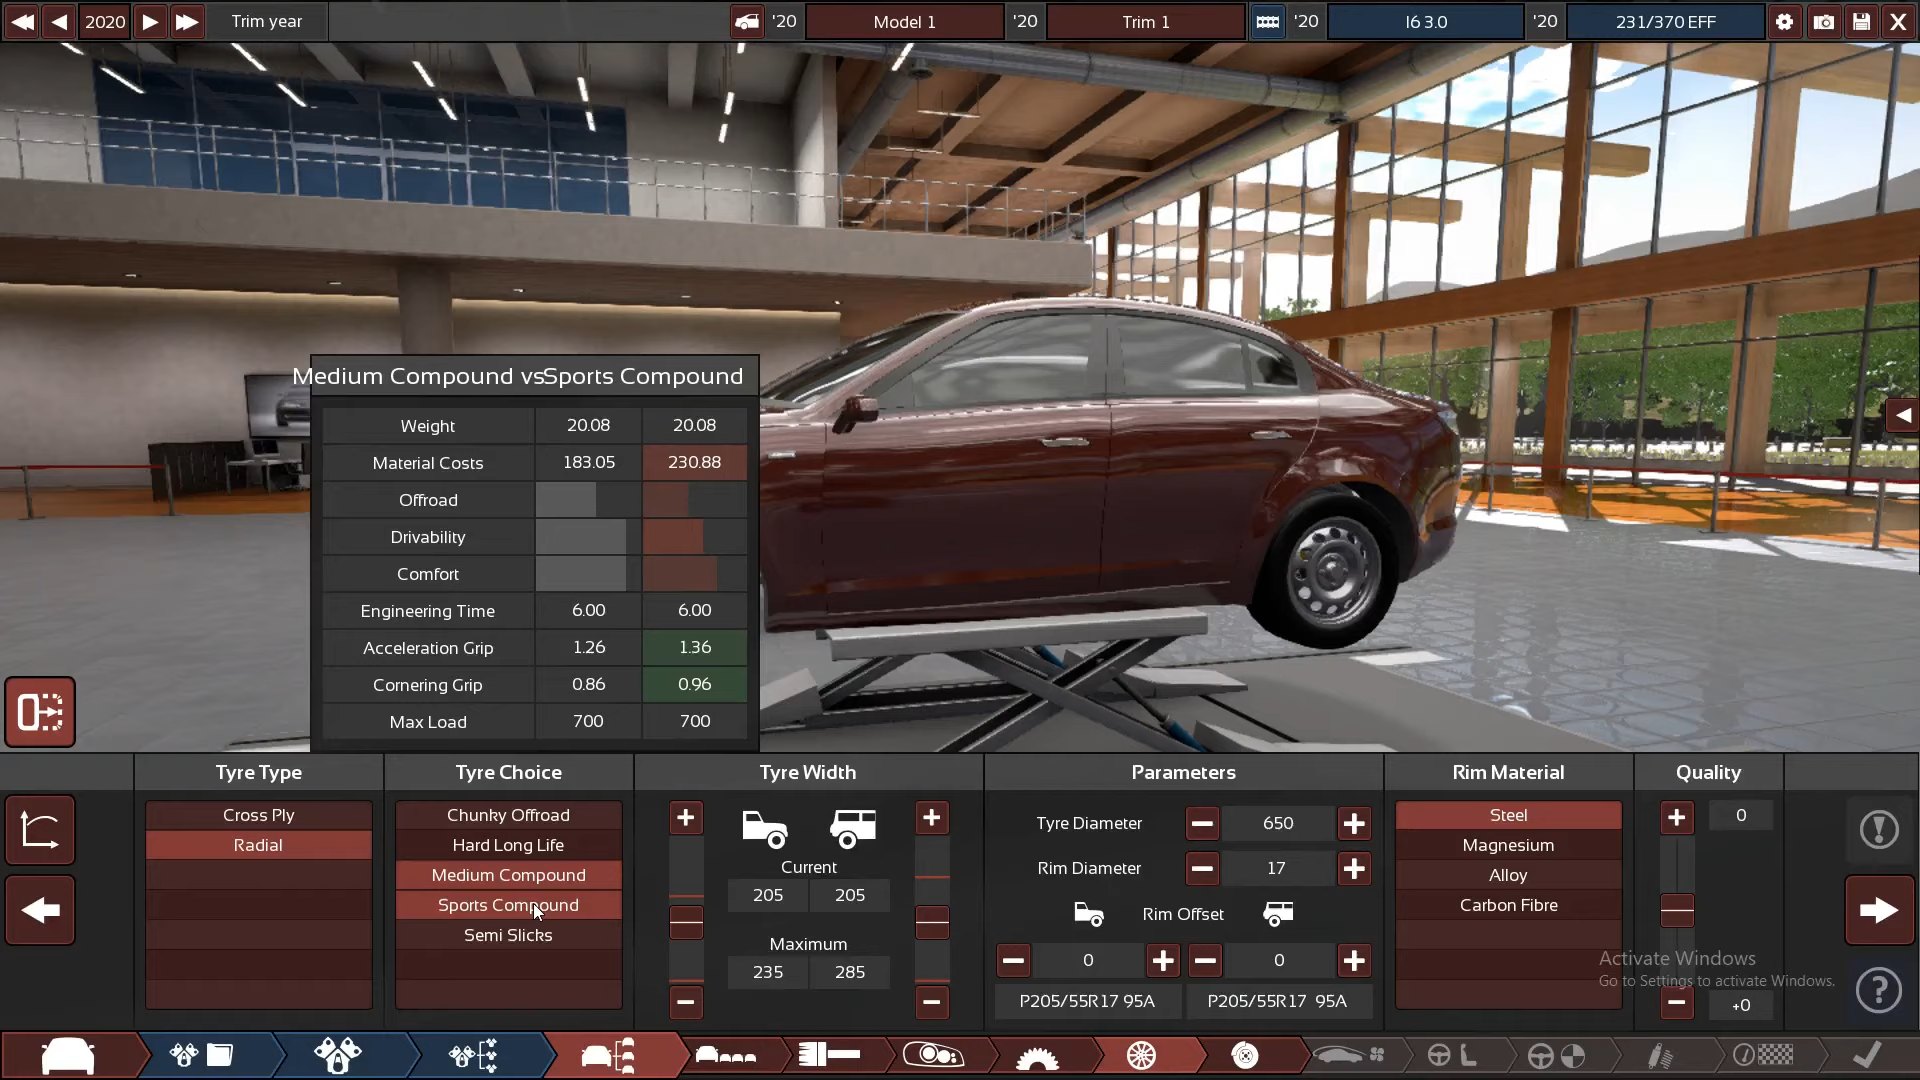 2020 Trim year '20 Model 1 '20 Trim 1 '20 I6 3.0 '20 231/370 EFF X
Medium Compound vsSports Compound
Weight 20.08 20.08
Material Costs 183.05 230.88
Offroad
Drivability
Comfort
Engineering Time 6.00 6.00
Acceleration Grip 1.26 1.36
Cornering Grip 0.86 0.96
Max Load 700 700
Tyre Type
Cross Ply
Radial
Tyre Choice
Chunky Offroad
Hard Long Life
Medium Compound
Sports Compound
Semi Slicks
Tyre Width
Current
205 205
Maximum
235 285
Parameters
Tyre Diameter 650
Rim Diameter 17
Rim Offset
0 0
P205/55R17 95A P205/55R17 95A
Rim Material
Steel
Magnesium
Alloy
Carbon Fibre
Quality
0
+0
Activate Windows
Go to Settings to activate Windows.